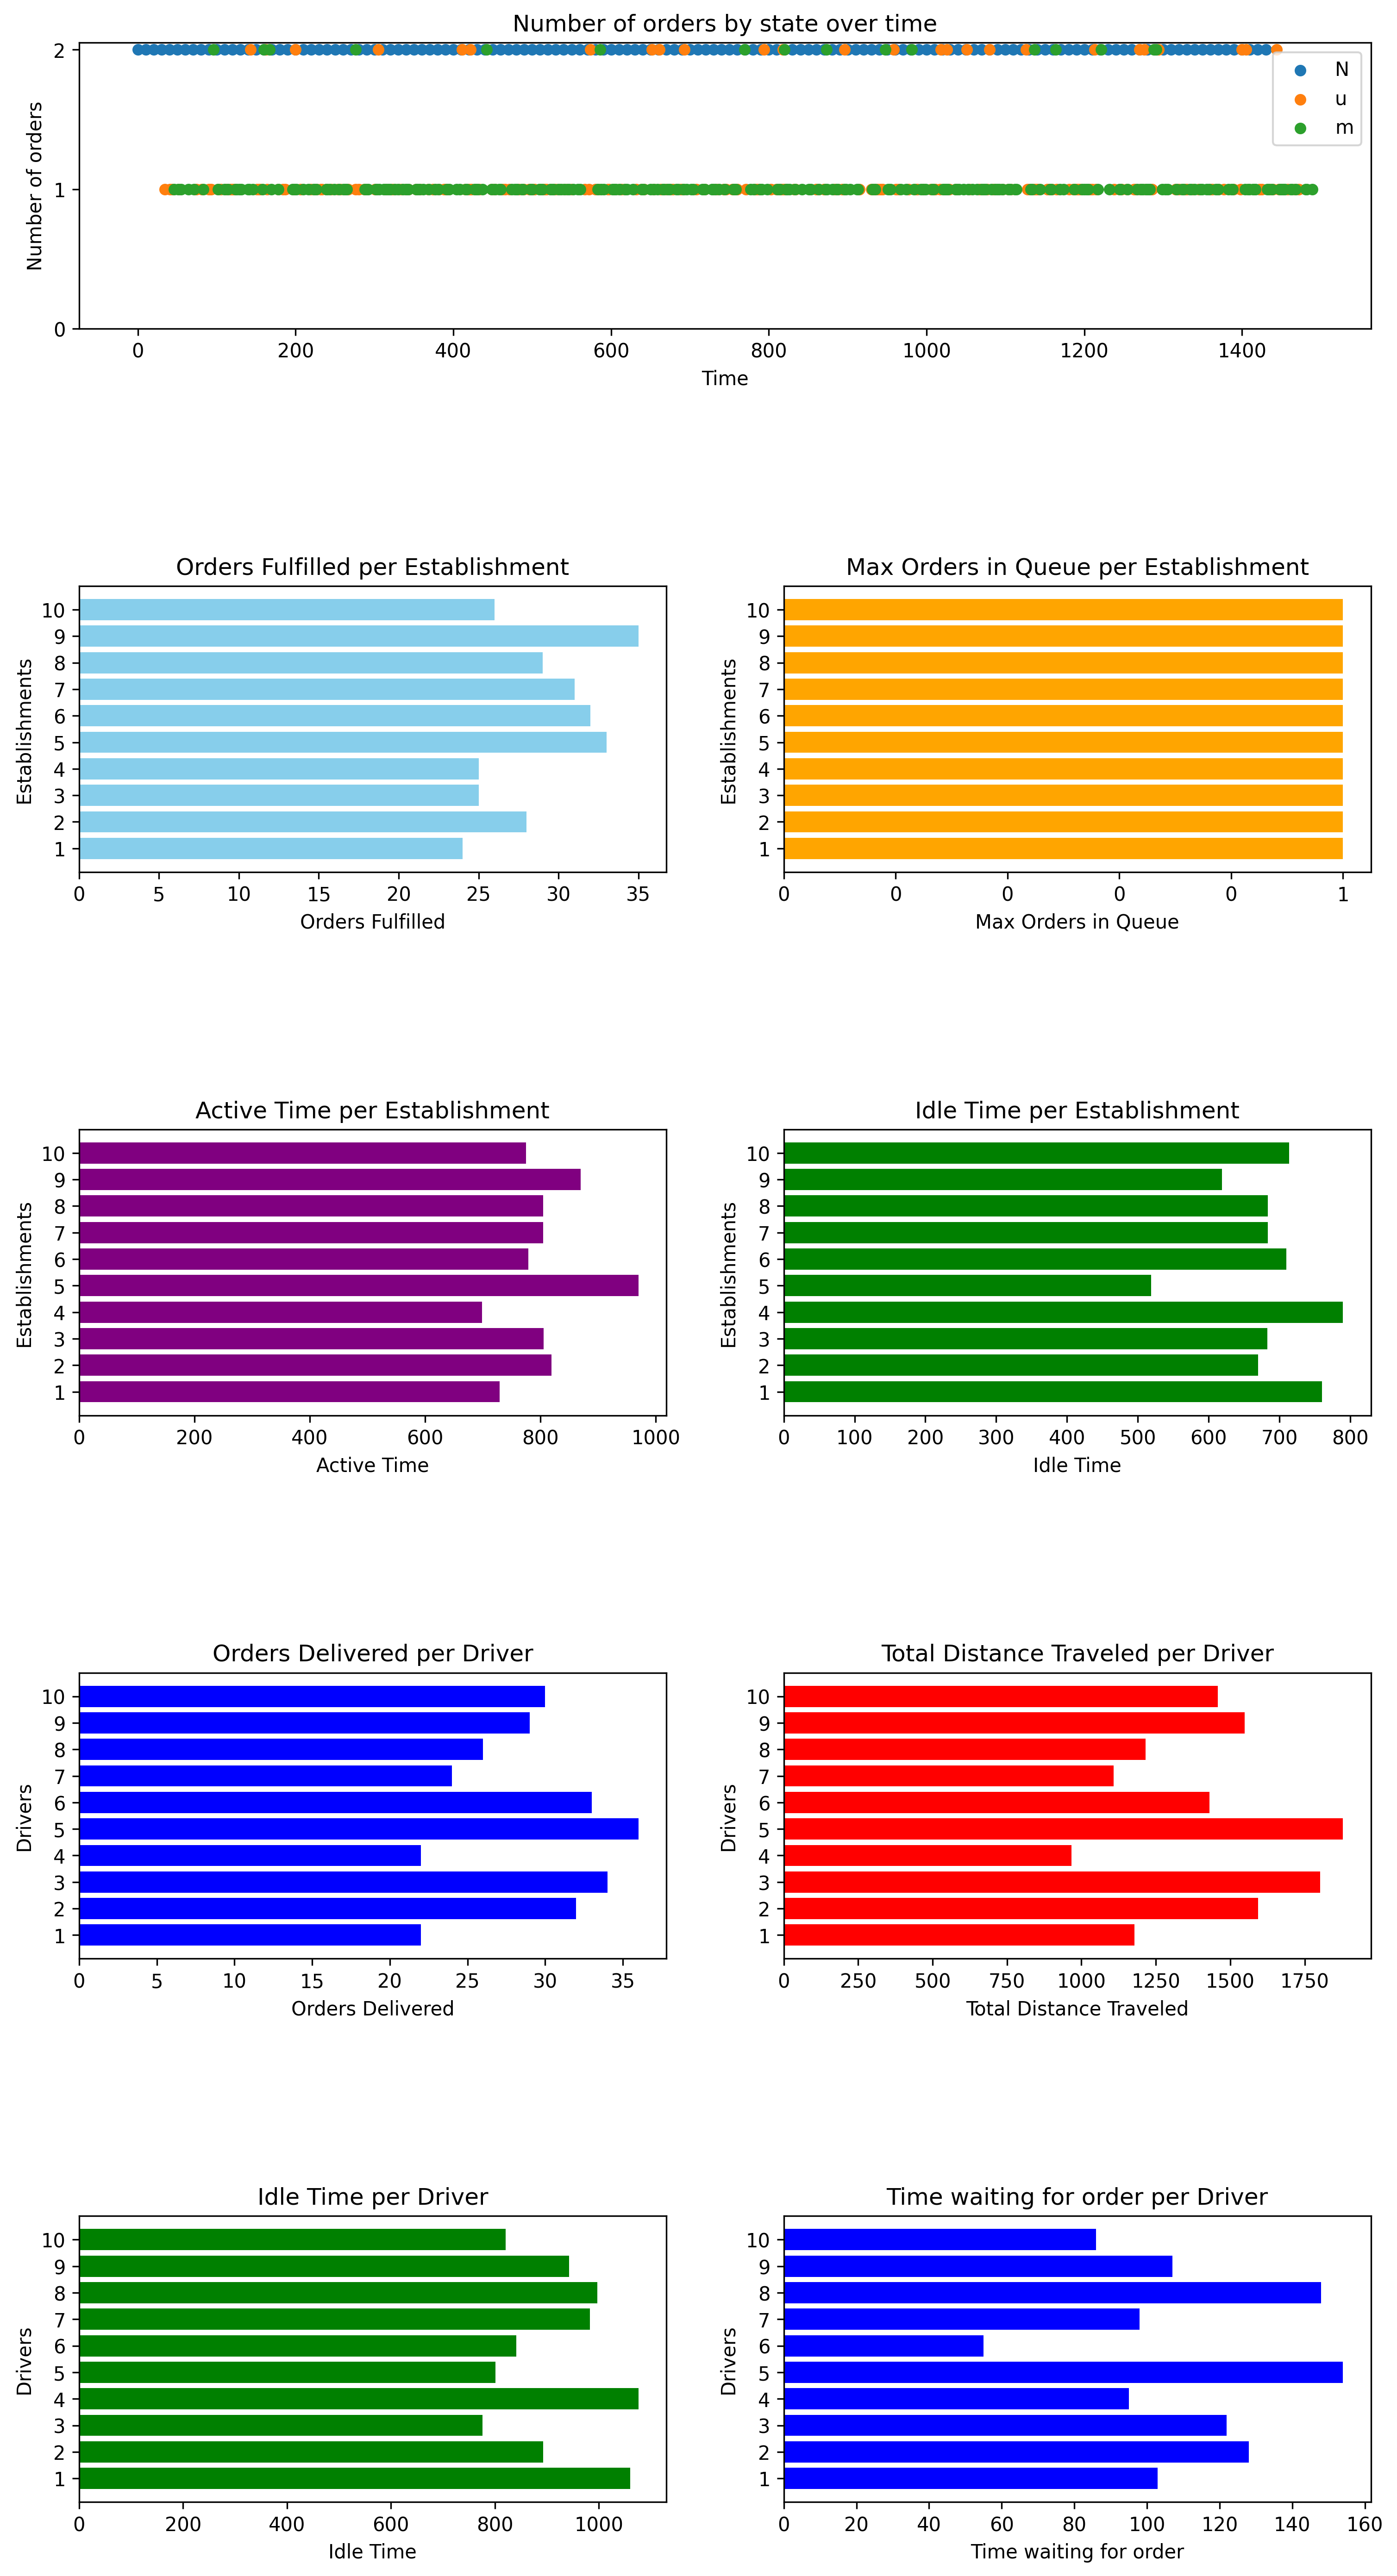 Number of orders by state over time
Number of orders
2
1
0
N
u
m
0 200 400 600 800 1000 1200 1400
Time
Orders Fulfilled per Establishment
Establishments
10
9
8
7
6
5
4
3
2
1
0 5 10 15 20 25 30 35
Orders Fulfilled
Max Orders in Queue per Establishment
Establishments
10
9
8
7
6
5
4
3
2
1
0 0 0 0 0 1
Max Orders in Queue
Active Time per Establishment
Establishments
10
9
8
7
6
5
4
3
2
1
0 200 400 600 800 1000
Active Time
Idle Time per Establishment
Establishments
10
9
8
7
6
5
4
3
2
1
0 100 200 300 400 500 600 700 800
Idle Time
Orders Delivered per Driver
Drivers
10
9
8
7
6
5
4
3
2
1
0 5 10 15 20 25 30 35
Orders Delivered
Total Distance Traveled per Driver
Drivers
10
9
8
7
6
5
4
3
2
1
0 250 500 750 1000 1250 1500 1750
Total Distance Traveled
Idle Time per Driver
Drivers
10
9
8
7
6
5
4
3
2
1
0 200 400 600 800 1000
Idle Time
Time waiting for order per Driver
Drivers
10
9
8
7
6
5
4
3
2
1
0 20 40 60 80 100 120 140 160
Time waiting for order